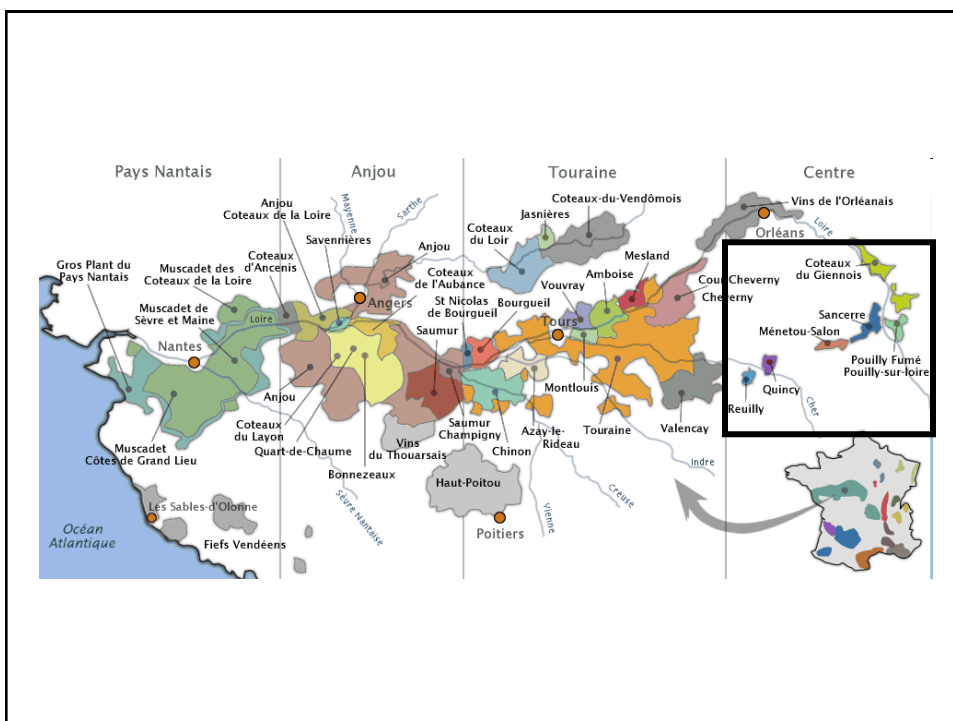 Pays Nantais
Anjou
Touraine
Centre
Mayenne
Sarthe
Anjou
Coteaux de la Loire
Savennières
Coteaux
d'Ancenis
Muscadet des
Coteaux de la Loire
Gros Plant du
Pays Nantais
Muscadet de
Sèvre et Maine
Loire
Nantes
Angers
Anjou
Coteaux
de l'Aubance
St Nicolas
de Bourgueil
Saumur
Bourgueil
Coteaux
du Loir
Jasnières
Coteaux-du-Vendômois
Vouvray
Amboise
Mesland
Cour Cheverny
Cheverny
Tours
Vins de l'Orléanais
Orléans
Loire
Coteaux
du Giennois
Sancerre
Ménetou-Salon
Pouilly Fumé
Pouilly-sur-loire
Quincy
Reuilly
Cher
Muscadet
Côtes de Grand Lieu
Anjou
Coteaux
du Layon
Quart-de-Chaume
Bonnezeaux
Vins
du Thouarsais
Saumur
Champigny
Chinon
Azay-le-
Rideau
Montlouis
Touraine
Valencay
Indre
Creuse
Vienne
Haut-Poitou
Poitiers
Sèvre Nantaise
Les Sables-d'Olonne
Fiefs Vendéens
Océan
Atlantique